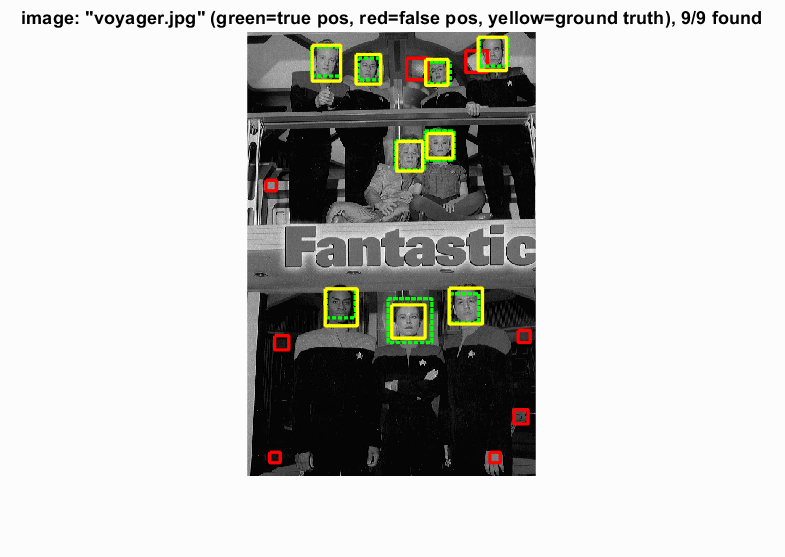 image: "voyager.jpg" (green=true pos, red=false pos, yellow=ground truth), 9/9 found
Fantastic